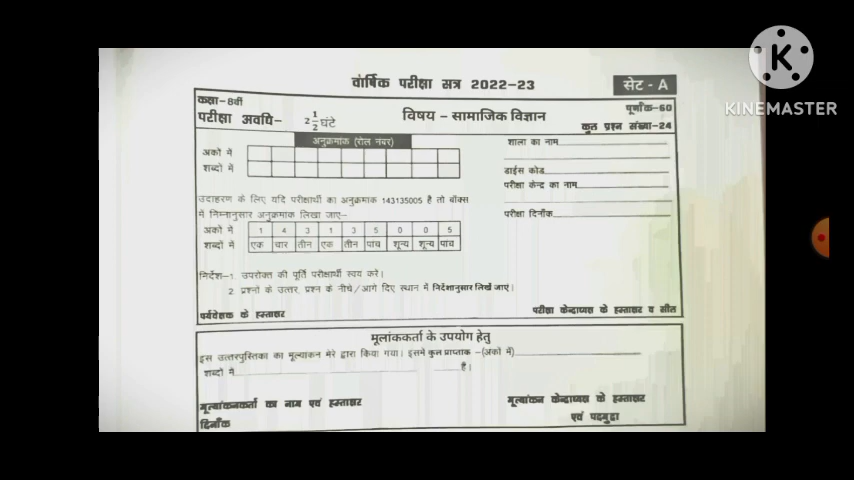 वार्षिक परीक्षा सत्र 2022-23
सेट - A
KINEMASTER
कक्षा-8वीं
पूर्णांक-60
परीक्षा अवधि- 2 1/2 घंटे
विषय – सामाजिक विज्ञान
कुल प्रश्न संख्या-24
अनुक्रमांक (रोल नंबर)
अंकों में
शब्दों में
शाला का नाम
डाईस कोड
परीक्षा केन्द्र का नाम
परीक्षा दिनाँक
उदाहरण के लिए यदि परीक्षार्थी का अनुक्रमांक 143135005 है तो बॉक्स
में निम्नानुसार अनुक्रमांक लिखा जाए–
अंकों में 1 4 3 1 3 5 0 0 5
शब्दों में एक चार तीन एक तीन पांच शून्य शून्य पांच
निर्देश–1. उपरोक्त की पूर्ति परीक्षार्थी स्वयं करें।
2. प्रश्नों के उत्तर, प्रश्न के नीचे/आगे दिए स्थान में निर्देशानुसार लिखें जाएं।
पर्यवेक्षक के हस्ताक्षर
परीक्षा केन्द्राध्यक्ष के हस्ताक्षर व सील
मूलांककर्ता के उपयोग हेतु
इस उत्तरपुस्तिका का मूल्यांकन मेरे द्वारा किया गया। इसमें कुल प्राप्तांक –(अंकों में)
शब्दों में हैं।
मूल्यांकनकर्ता का नाम एवं हस्ताक्षर
मूल्यांकन केन्द्राध्यक्ष के हस्ताक्षर
एवं पदमुद्रा
दिनाँक